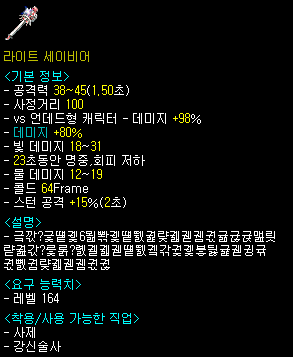 라이트 세이비어
<기본 정보>
- 공격력 38~45(1.50초)
- 사정거리 100
- vs 언데드형 캐릭터 - 데미지 +98%
- 데미지 +80%
- 빛 데미지 18~31
- 23초동안 명중,회피 저하
- 물 데미지 12~19
- 콜드 64Frame
- 스턴 공격 +15%(2초)
<설명>
<요구 능력치>
- 레벨 164
<착용/사용 가능한 직업>
- 사제
- 강신술사